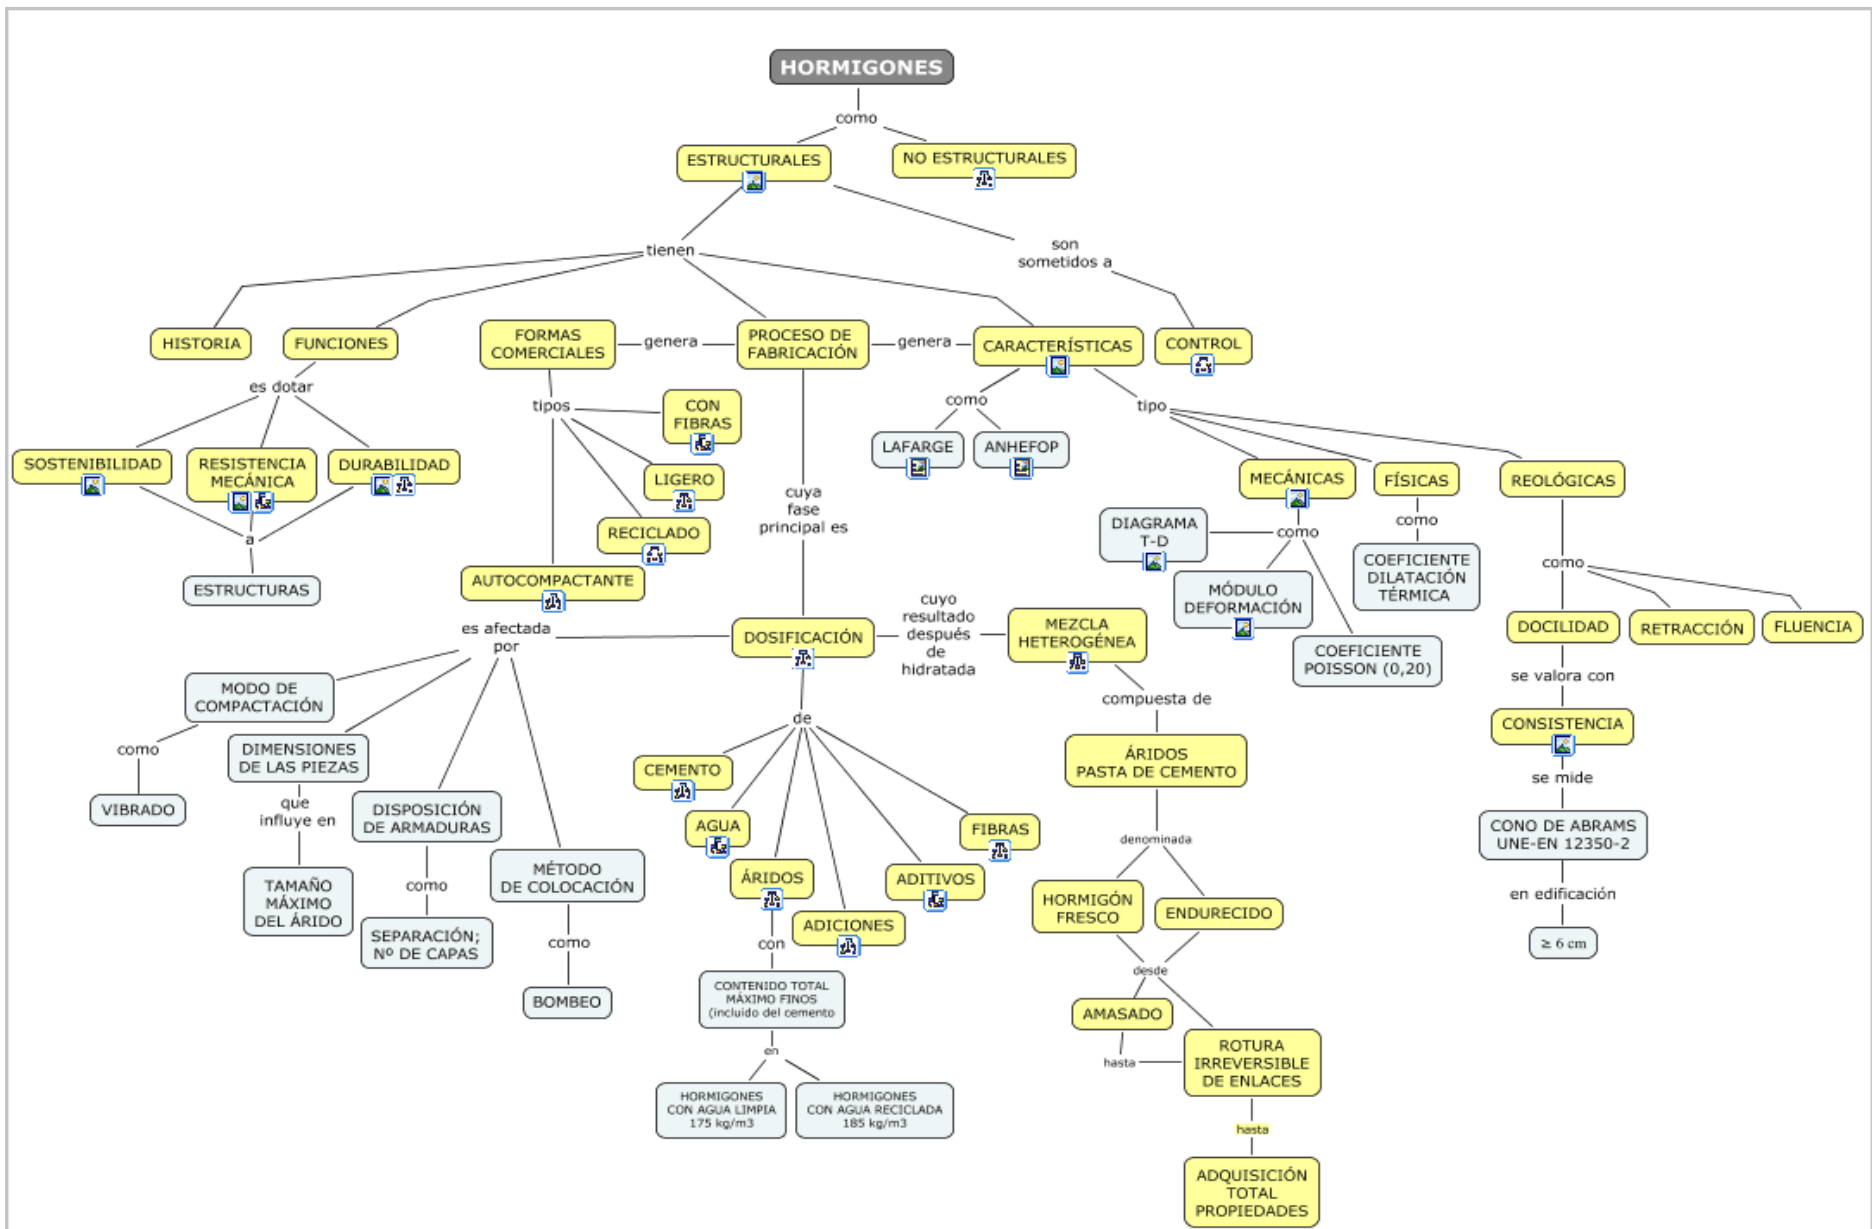 HORMIGONES
como
ESTRUCTURALES
NO ESTRUCTURALES
tienen
son
sometidos a
HISTORIA
FUNCIONES
FORMAS
COMERCIALES
genera
PROCESO DE
FABRICACIÓN
genera
CARACTERÍSTICAS
CONTROL
es dotar
SOSTENIBILIDAD
RESISTENCIA
MECÁNICA
DURABILIDAD
a
ESTRUCTURAS
tipos
CON
FIBRAS
LIGERO
RECICLADO
AUTOCOMPACTANTE
cuya
fase
principal es
como
LAFARGE
ANHEFOP
tipo
MECÁNICAS
FÍSICAS
REOLÓGICAS
como
DIAGRAMA
T-D
MÓDULO
DEFORMACIÓN
COEFICIENTE
POISSON (0,20)
como
COEFICIENTE
DILATACIÓN
TÉRMICA
como
DOCILIDAD
RETRACCIÓN
FLUENCIA
se valora con
CONSISTENCIA
se mide
CONO DE ABRAMS
UNE-EN 12350-2
en edificación
≥ 6 cm
DOSIFICACIÓN
es afectada
por
MODO DE
COMPACTACIÓN
como
VIBRADO
DIMENSIONES
DE LAS PIEZAS
que
influye en
TAMAÑO
MÁXIMO
DEL ÁRIDO
DISPOSICIÓN
DE ARMADURAS
como
SEPARACIÓN;
Nº DE CAPAS
MÉTODO
DE COLOCACIÓN
como
BOMBEO
de
CEMENTO
AGUA
ÁRIDOS
ADICIONES
ADITIVOS
FIBRAS
con
CONTENIDO TOTAL
MÁXIMO FINOS
(incluido del cemento
en
HORMIGONES
CON AGUA LIMPIA
175 kg/m3
HORMIGONES
CON AGUA RECICLADA
185 kg/m3
cuyo
resultado
después
de
hidratada
MEZCLA
HETEROGÉNEA
compuesta de
ÁRIDOS
PASTA DE CEMENTO
denominada
HORMIGÓN
FRESCO
ENDURECIDO
desde
AMASADO
hasta
ROTURA
IRREVERSIBLE
DE ENLACES
hasta
ADQUISICIÓN
TOTAL
PROPIEDADES